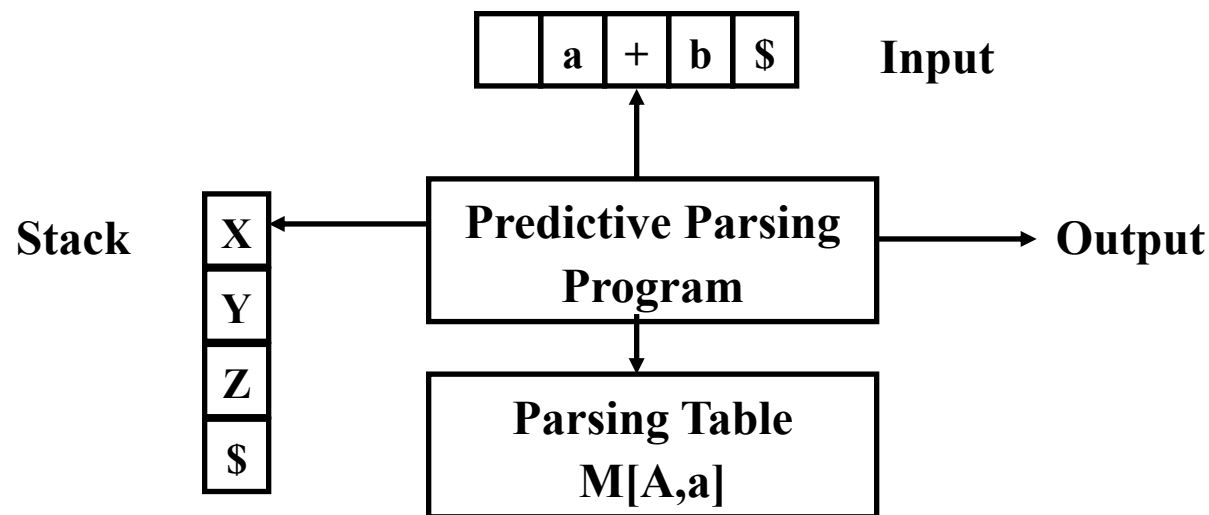 a + b $ Input
Stack
X
Y
Z
$
Predictive Parsing
Program
Output
Parsing Table
M[A,a]